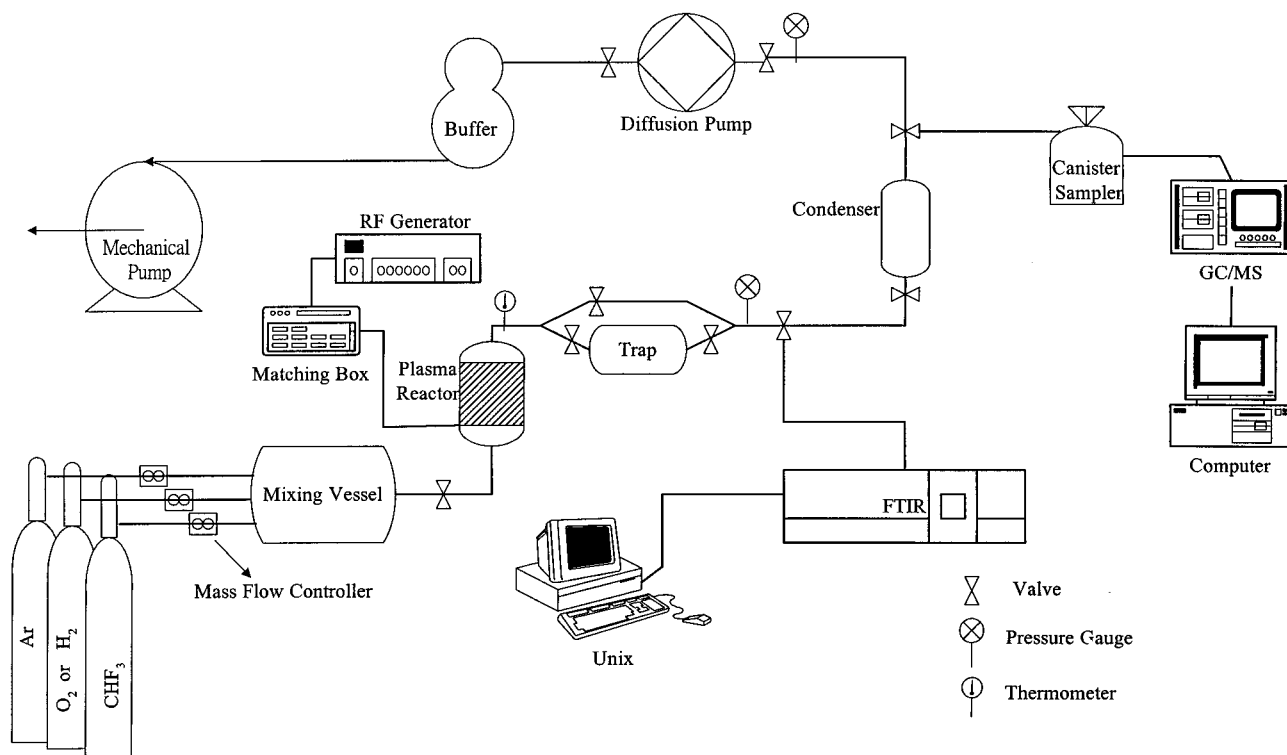 Buffer
Diffusion Pump
Canister
Sampler
Condenser
RF Generator
Mechanical
Pump
GC/MS
Matching Box
Plasma
Reactor
Trap
Computer
Mixing Vessel
FTIR
Mass Flow Controller
Unix
Valve
Pressure Gauge
Thermometer
Ar
O₂ or H₂
CHF₃